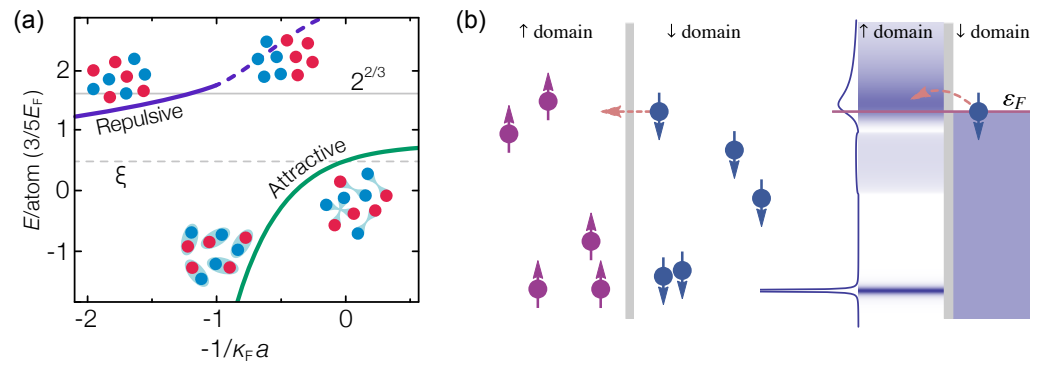 (a)
E/atom (3/5E_F)
2
1
0
-1
2^{2/3}
Repulsive
ξ
Attractive
-2
-1
0
-1/κ_F a
(b)
↑ domain
↓ domain
↑ domain
↓ domain
ε_F